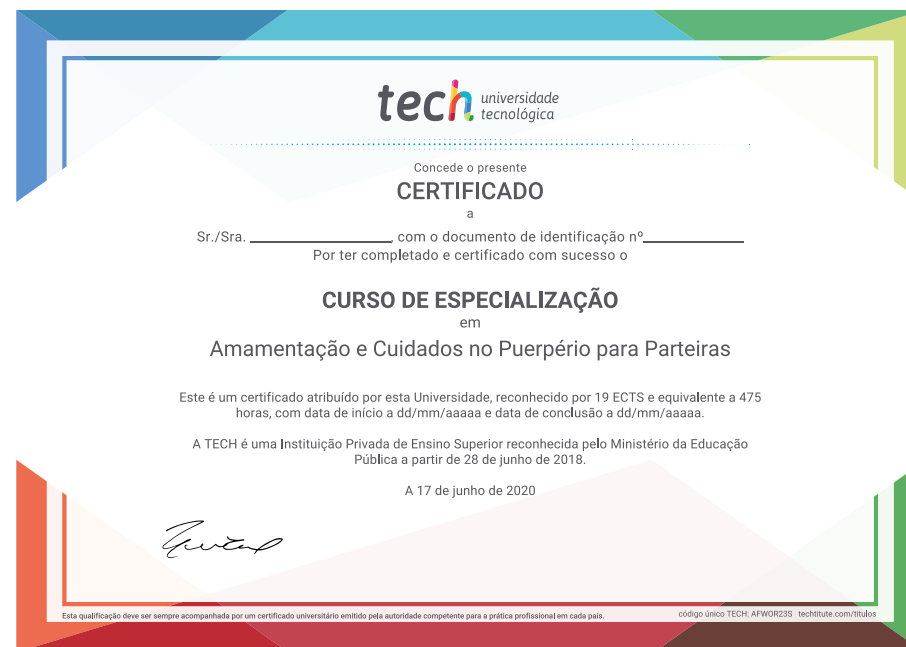 tech universidade
tecnológica
Concede o presente
CERTIFICADO
a
Sr./Sra. ____________________, com o documento de identificação nº______________
Por ter completado e certificado com sucesso o
CURSO DE ESPECIALIZAÇÃO
em
Amamentação e Cuidados no Puerpério para Parteiras
Este é um certificado atribuído por esta Universidade, reconhecido por 19 ECTS e equivalente a 475
horas, com data de início a dd/mm/aaaaa e data de conclusão a dd/mm/aaaaa.
A TECH é uma Instituição Privada de Ensino Superior reconhecida pelo Ministério da Educação
Pública a partir de 28 de junho de 2018.
A 17 de junho de 2020
Esta qualificação deve ser sempre acompanhada por um certificado universitário emitido pela autoridade competente para a prática profissional em cada país.
código único TECH: AFWOR23S techtitute.com/titulos